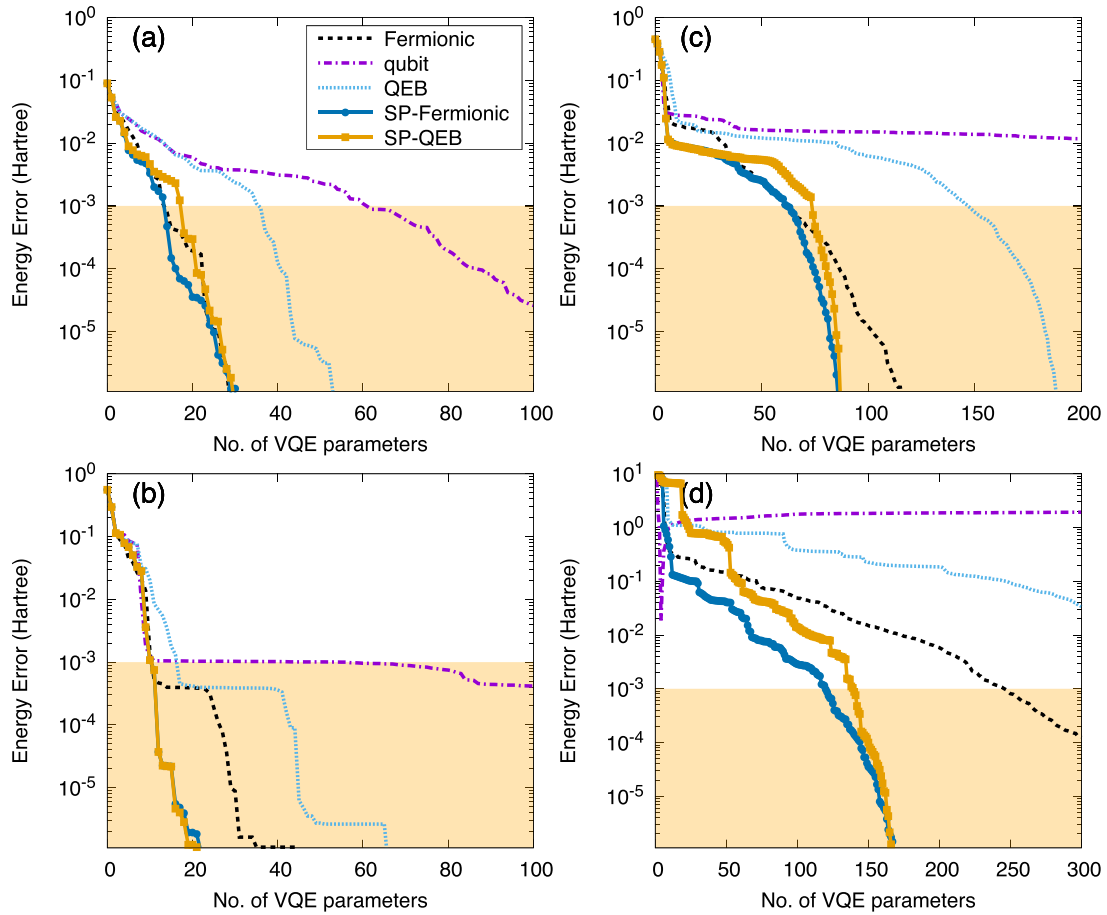 (a)
Fermionic
qubit
QEB
SP-Fermionic
SP-QEB
10^0
10^-1
10^-2
10^-3
10^-4
10^-5
Energy Error (Hartree)
0 20 40 60 80 100
No. of VQE parameters
(c)
10^0
10^-1
10^-2
10^-3
10^-4
10^-5
Energy Error (Hartree)
0 50 100 150 200
No. of VQE parameters
(b)
10^0
10^-1
10^-2
10^-3
10^-4
10^-5
Energy Error (Hartree)
0 20 40 60 80 100
No. of VQE parameters
(d)
10^1
10^0
10^-1
10^-2
10^-3
10^-4
10^-5
Energy Error (Hartree)
0 50 100 150 200 250 300
No. of VQE parameters